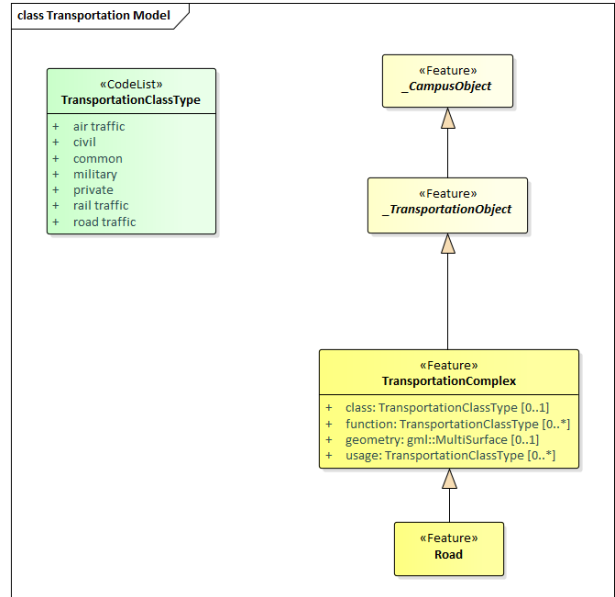 class Transportation Model
«CodeList»
TransportationClassType
+ air traffic
+ civil
+ common
+ military
+ private
+ rail traffic
+ road traffic
«Feature»
_CampusObject
«Feature»
_TransportationObject
«Feature»
TransportationComplex
+ class: TransportationClassType [0..1]
+ function: TransportationClassType [0..*]
+ geometry: gml::MultiSurface [0..1]
+ usage: TransportationClassType [0..*]
«Feature»
Road